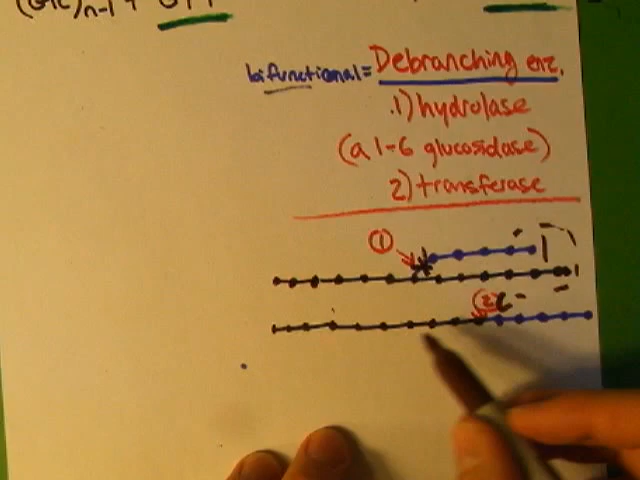 bifunctional = Debranching enz.
1) hydrolase
(α 1-6 glucosidase)
2) transferase
1
2